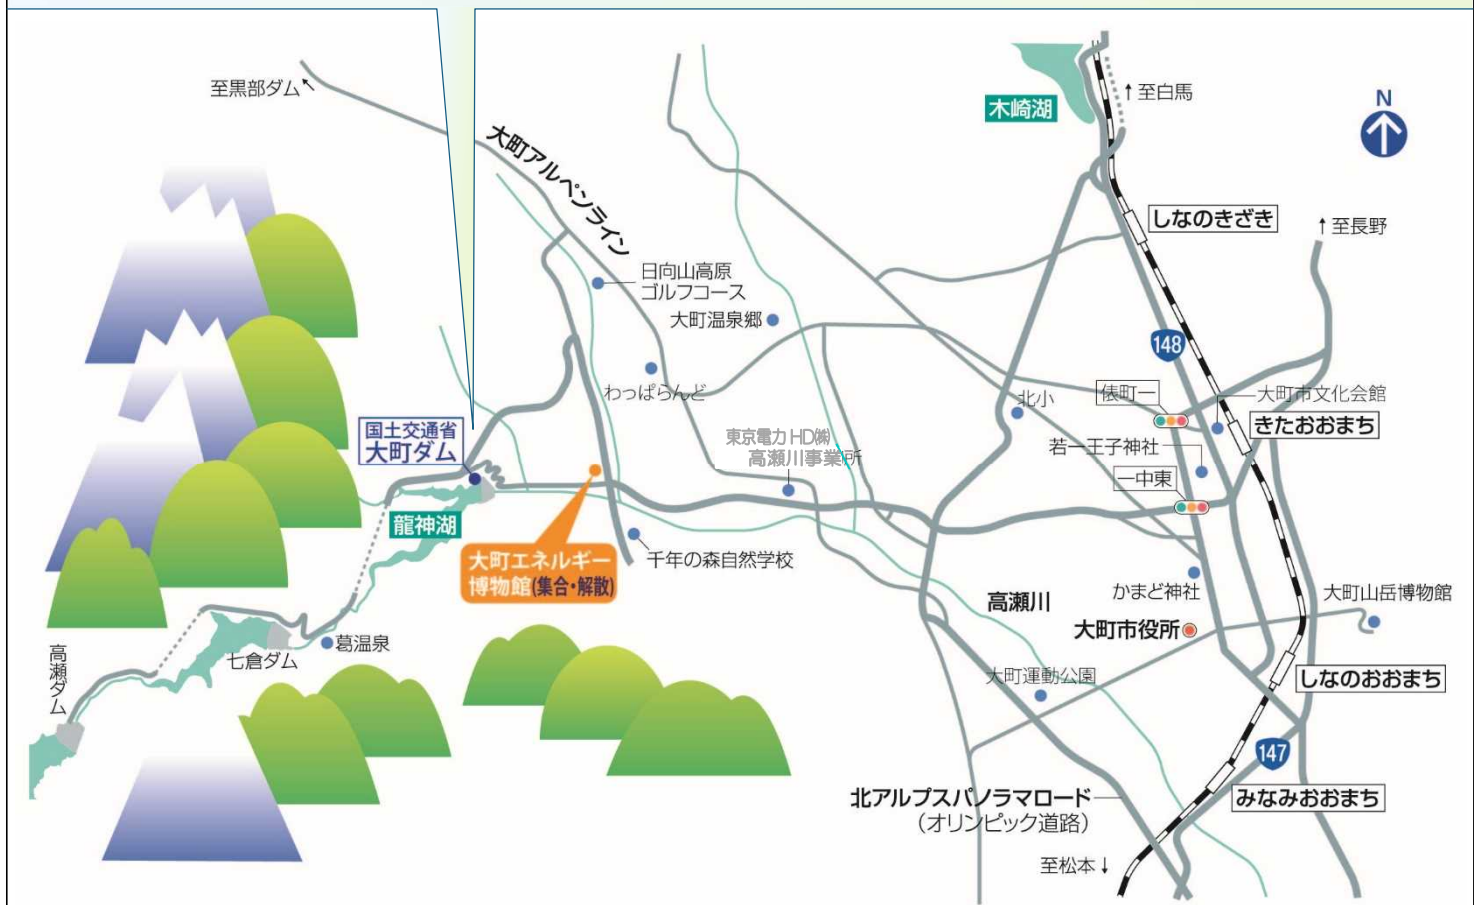 至黒部ダム↖
大町アルペンライン
木崎湖
↑至白馬
N
しなのきざき
↑至長野
日向山高原
ゴルフコース
大町温泉郷
148
わっぱらんど
北小
俵町一
大町市文化会館
きたおおまち
国土交通省
大町ダム
東京電力HD㈱
高瀬川事業所
若一王子神社
一中東
龍神湖
大町エネルギー
博物館(集合・解散)
千年の森自然学校
高瀬川
かまど神社
大町山岳博物館
大町市役所
高瀬ダム
七倉ダム
葛温泉
大町運動公園
しなのおおまち
147
北アルプスパノラマロード
(オリンピック道路)
みなみおおまち
至松本↓